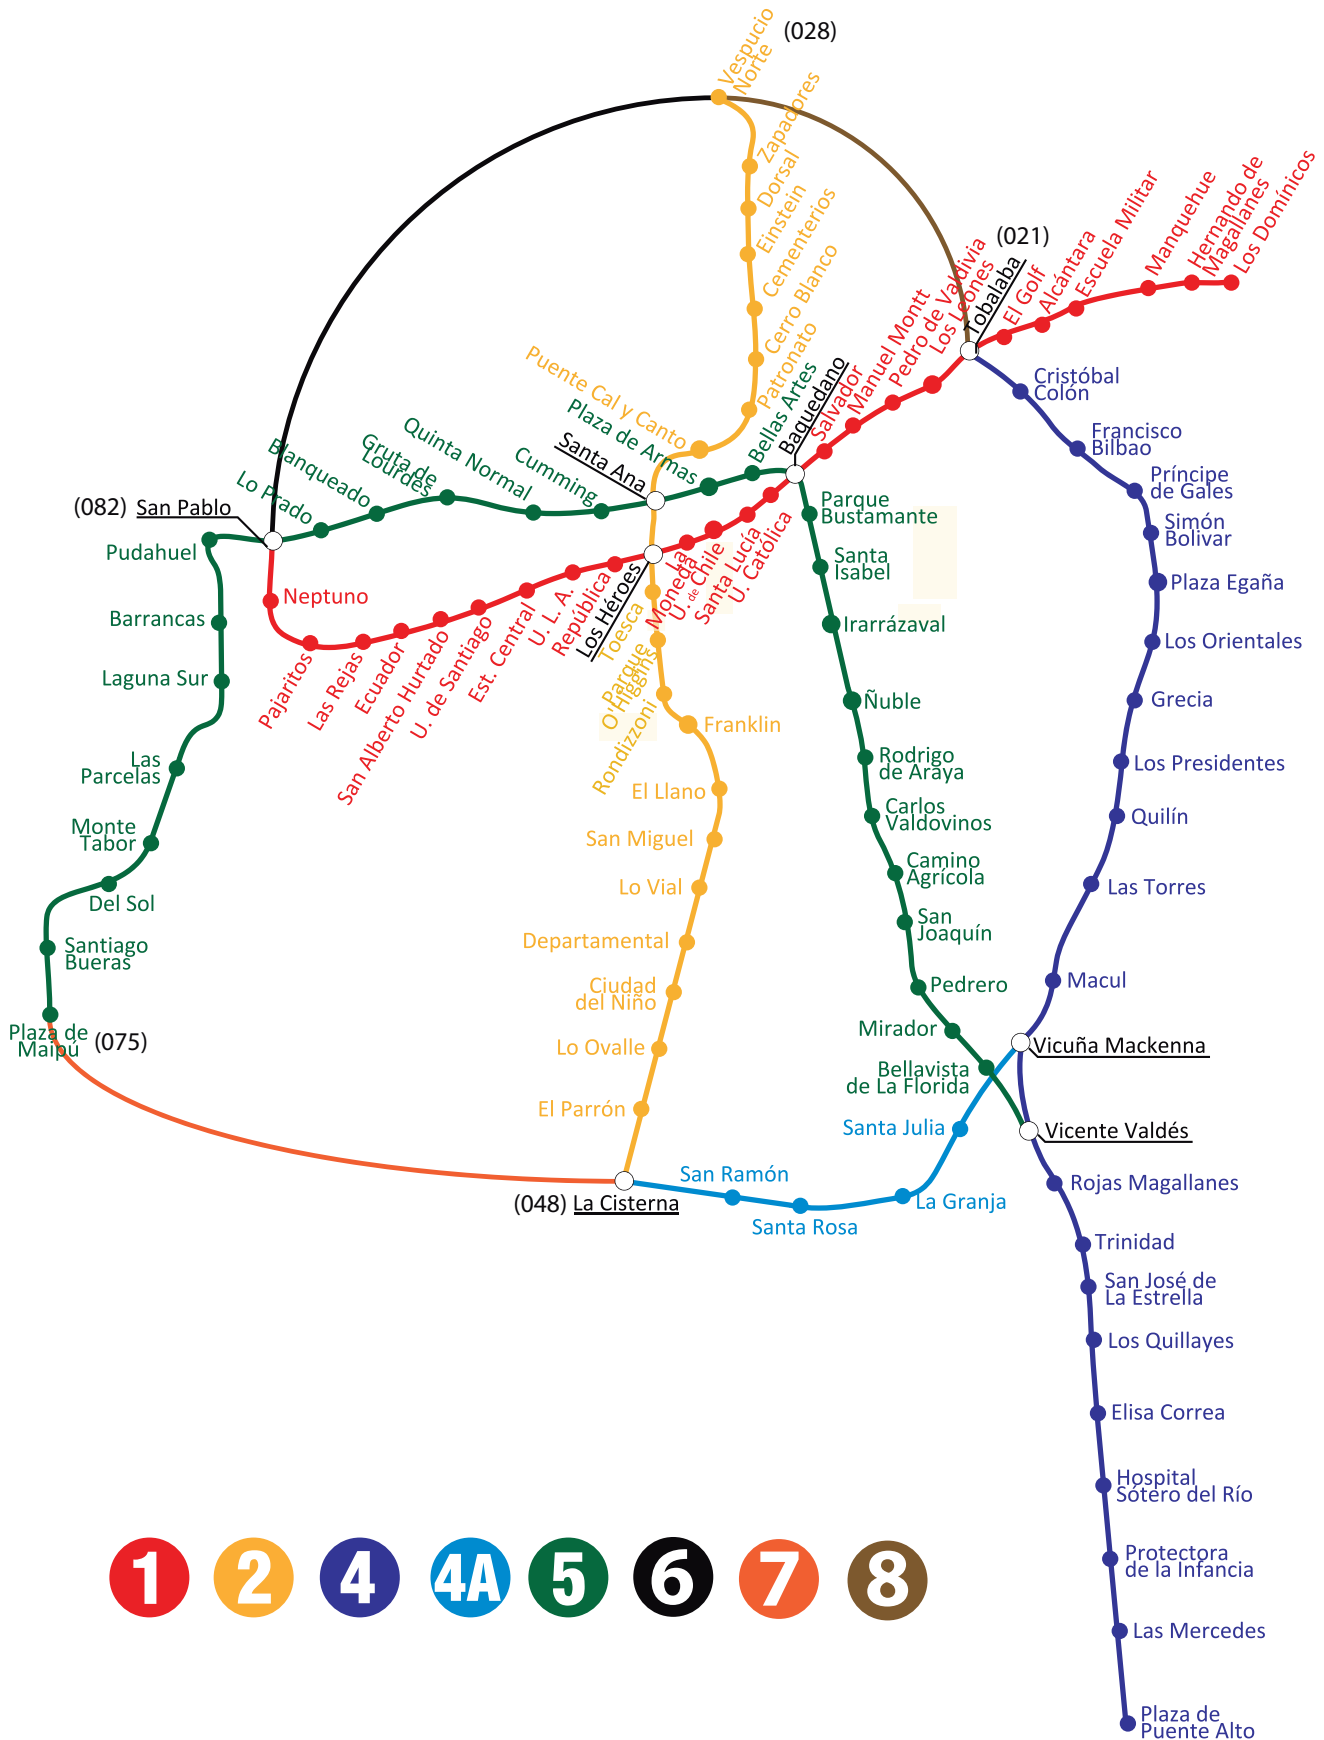 Vespucio
Norte
(028)
Zapadores
Dorsal
Einstein
Cementerios
Cerro Blanco
Patronato
Puente Cal y Canto
Plaza de Armas
Bellas Artes
Santa Ana
Cumming
Quinta Normal
Gruta de
Lourdes
Blanqueado
Lo Prado
(082) San Pablo
Pudahuel
Barrancas
Laguna Sur
Las
Parcelas
Monte
Tabor
Del Sol
Santiago
Bueras
Plaza de
Maipú
(075)
Neptuno
Pajaritos
Las Rejas
Ecuador
San Alberto Hurtado
U. de Santiago
Est. Central
U. L. A.
República
Los Héroes
La
Moneda
U. de Chile
Santa Lucía
U. Católica
Baquedano
Salvador
Manuel Montt
Pedro de Valdivia
Los Leones
Tobalaba
(021)
El Golf
Alcántara
Escuela Militar
Manquehue
Hernando de
Magallanes
Los Domínicos
Toesca
Parque
O'Higgins
Rondizzoni
Franklin
El Llano
San Miguel
Lo Vial
Departamental
Ciudad
del Niño
Lo Ovalle
El Parrón
(048) La Cisterna
San Ramón
Santa Rosa
La Granja
Santa Julia
Parque
Bustamante
Santa
Isabel
Irarrázaval
Ñuble
Rodrigo
de Araya
Carlos
Valdovinos
Camino
Agrícola
San
Joaquín
Pedrero
Mirador
Bellavista
de La Florida
Cristóbal
Colón
Francisco
Bilbao
Príncipe
de Gales
Simón
Bolivar
Plaza Egaña
Los Orientales
Grecia
Los Presidentes
Quilín
Las Torres
Macul
Vicuña Mackenna
Vicente Valdés
Rojas Magallanes
Trinidad
San José de
La Estrella
Los Quillayes
Elisa Correa
Hospital
Sótero del Río
Protectora
de la Infancia
Las Mercedes
Plaza de
Puente Alto
1 2 4 4A 5 6 7 8